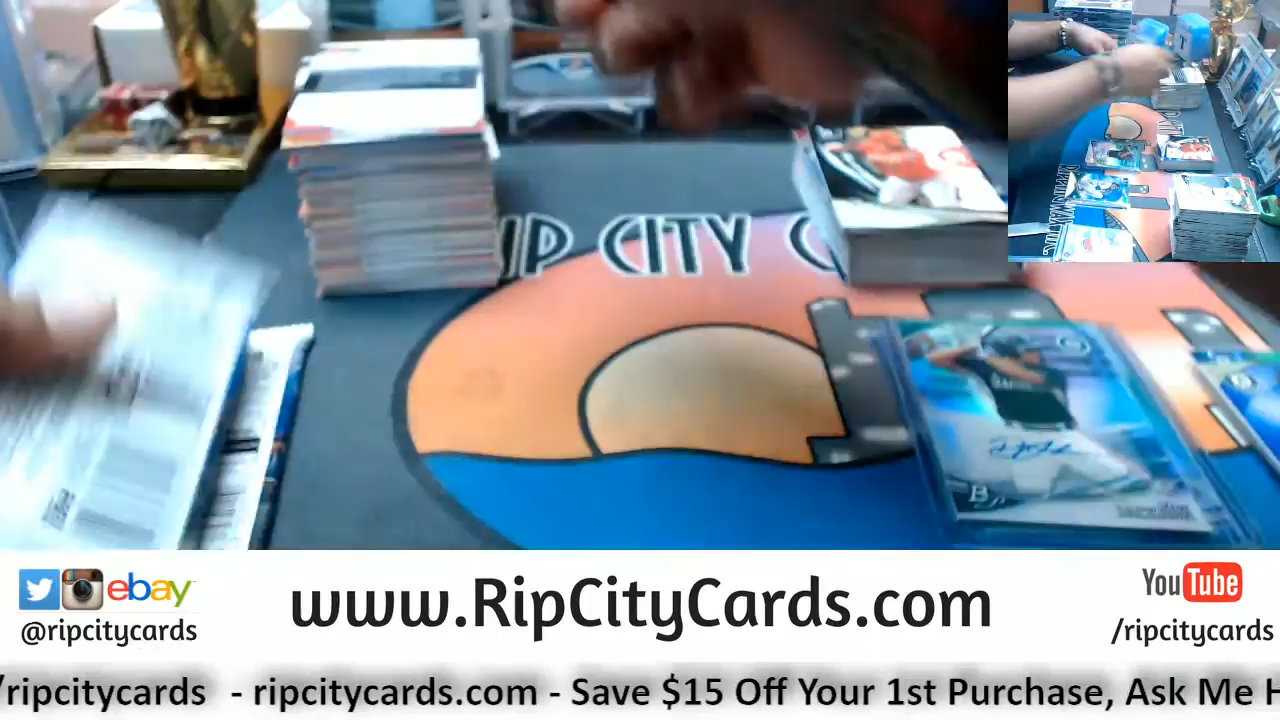 IP CITY C
B
ebay
@ripcitycards
www.RipCityCards.com
YouTube
/ripcitycards
/ripcitycards - ripcitycards.com - Save $15 Off Your 1st Purchase, Ask Me H